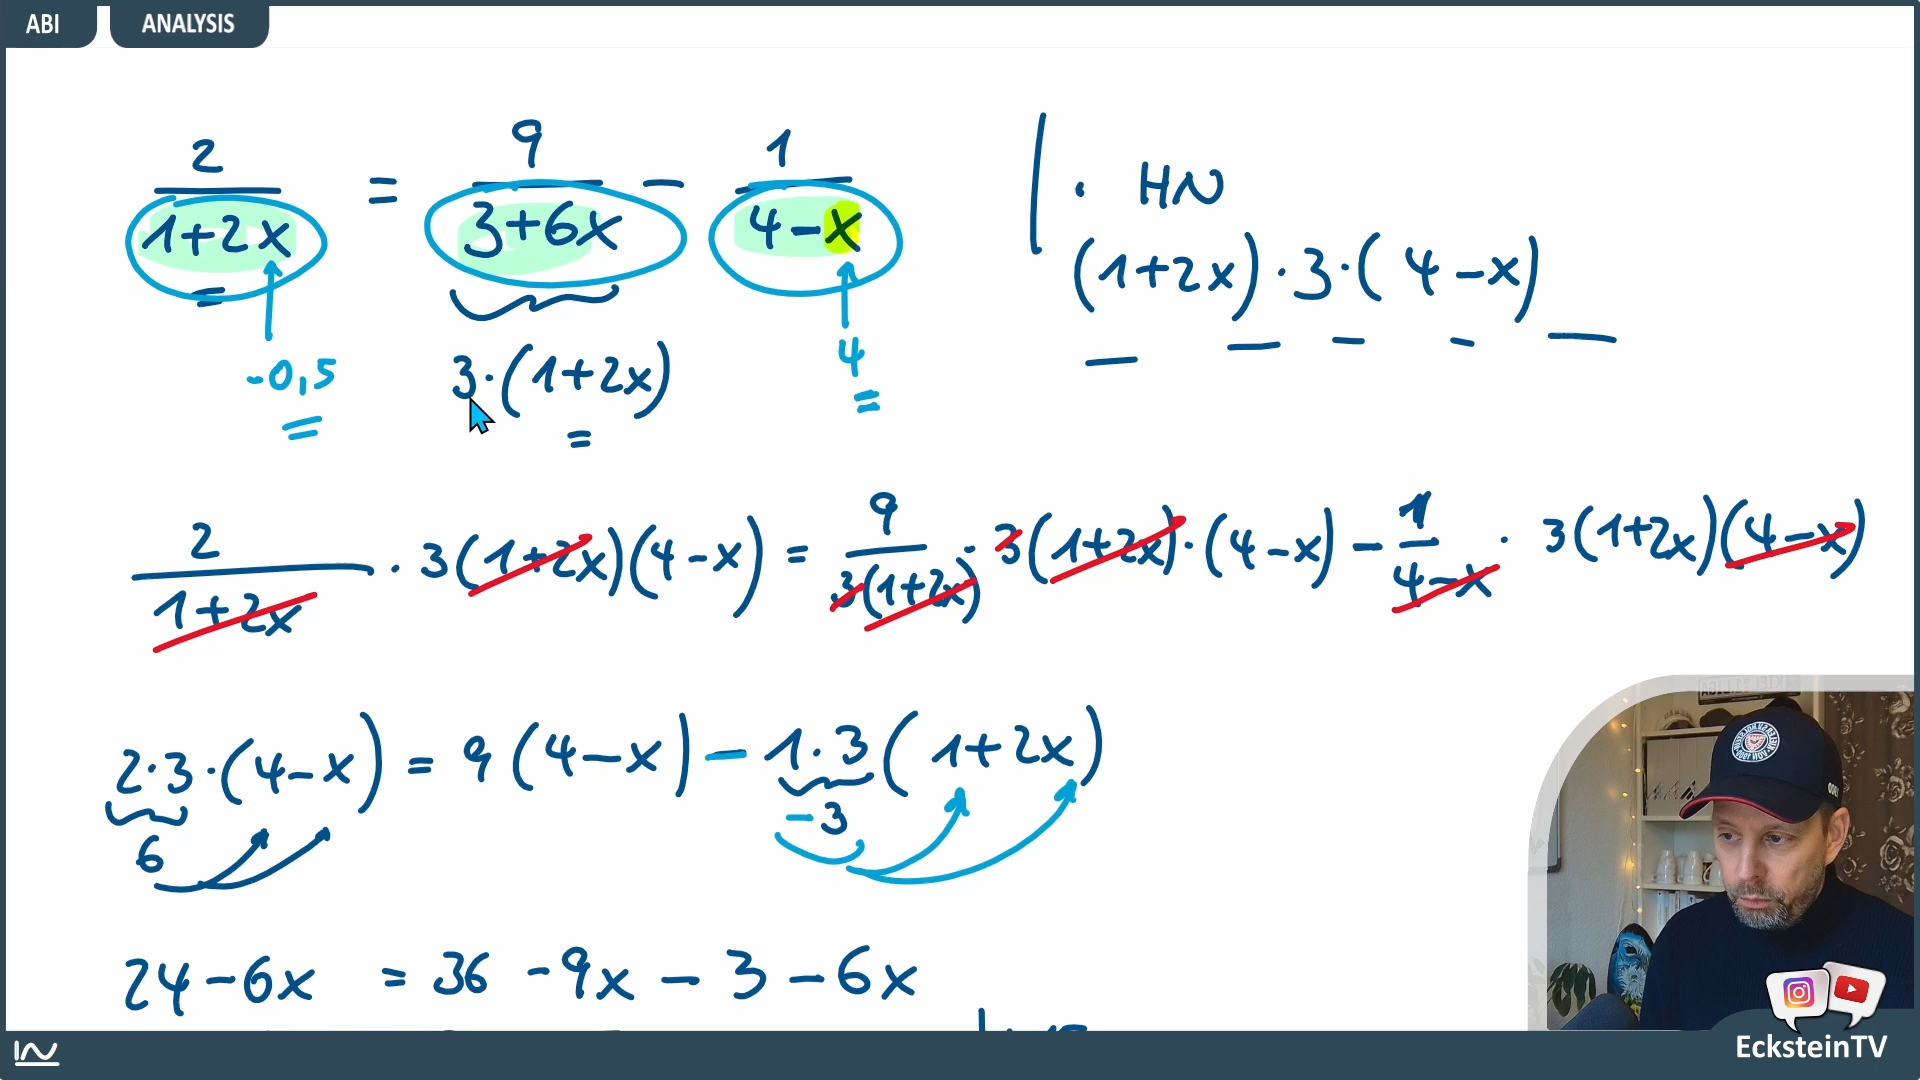 ABI
ANALYSIS
2/(1+2x) = 9/(3+6x) - 1/(4-x) | · HN
(1+2x)·3·(4-x)
-0,5
3·(1+2x)
4
2/(1+2x) · 3(1+2x)(4-x) = 9/(3(1+2x)) · 3(1+2x)·(4-x) - 1/(4-x) · 3(1+2x)(4-x)
2·3·(4-x) = 9(4-x) - 1·3(1+2x)
6
-3
24-6x = 36-9x-3-6x
EcksteinTV